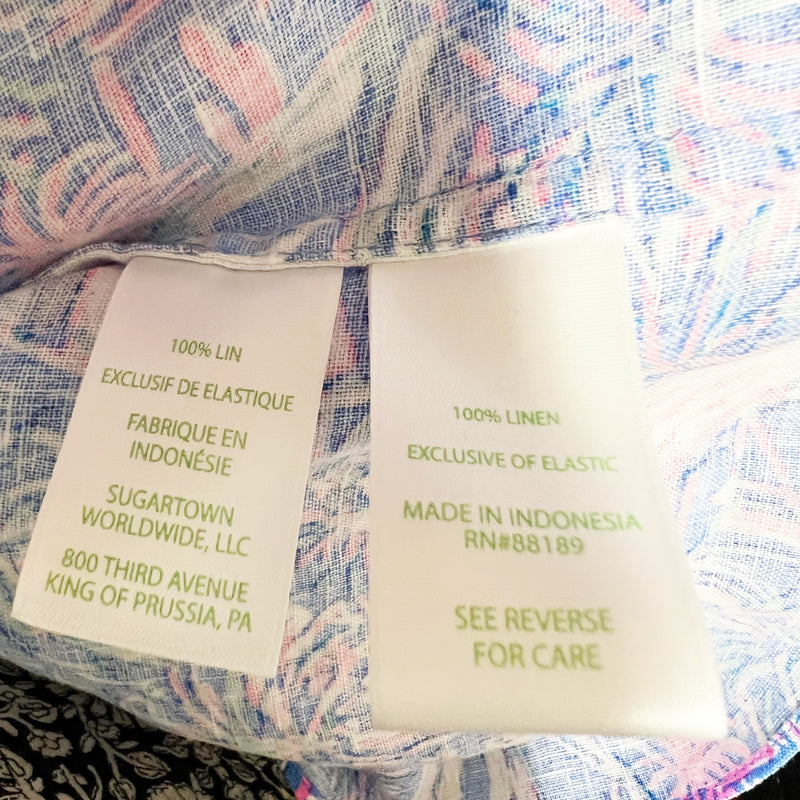 100% LIN
EXCLUSIF DE ELASTIQUE
FABRIQUE EN
INDONÉSIE
SUGARTOWN
WORLDWIDE, LLC
800 THIRD AVENUE
KING OF PRUSSIA, PA
100% LINEN
EXCLUSIVE OF ELASTIC
MADE IN INDONESIA
RN#88189
SEE REVERSE
FOR CARE